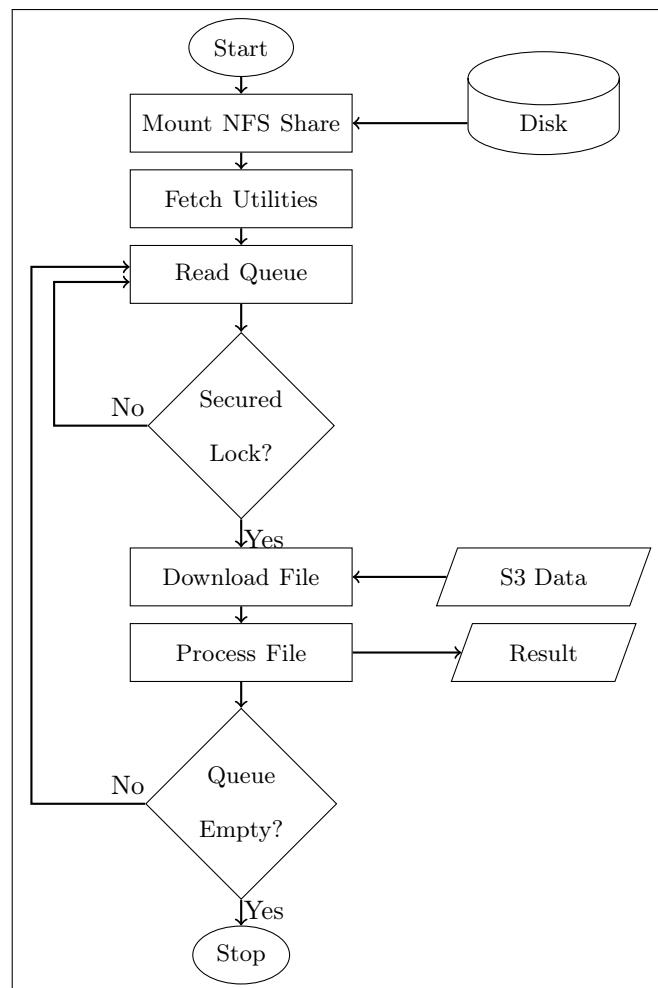 Start
Mount NFS Share
Disk
Fetch Utilities
Read Queue
Secured
Lock?
No
Yes
Download File
S3 Data
Process File
Result
Queue
Empty?
No
Yes
Stop